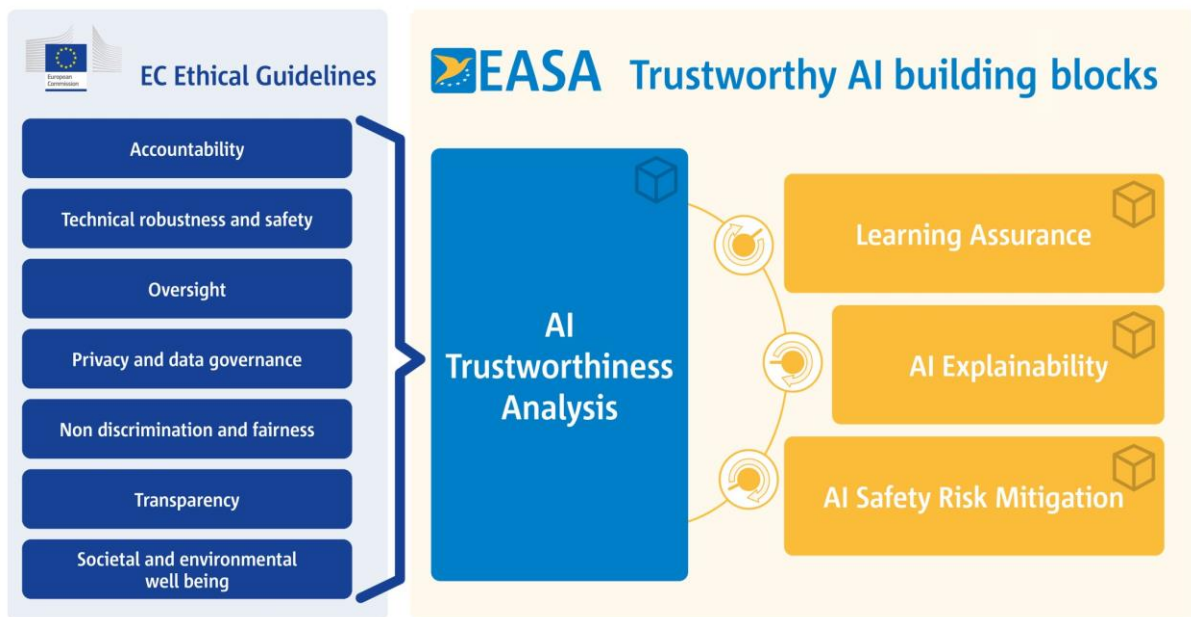 European
Commission
EC Ethical Guidelines
Accountability
Technical robustness and safety
Oversight
Privacy and data governance
Non discrimination and fairness
Transparency
Societal and environmental
well being
EASA Trustworthy AI building blocks
AI
Trustworthiness
Analysis
Learning Assurance
AI Explainability
AI Safety Risk Mitigation